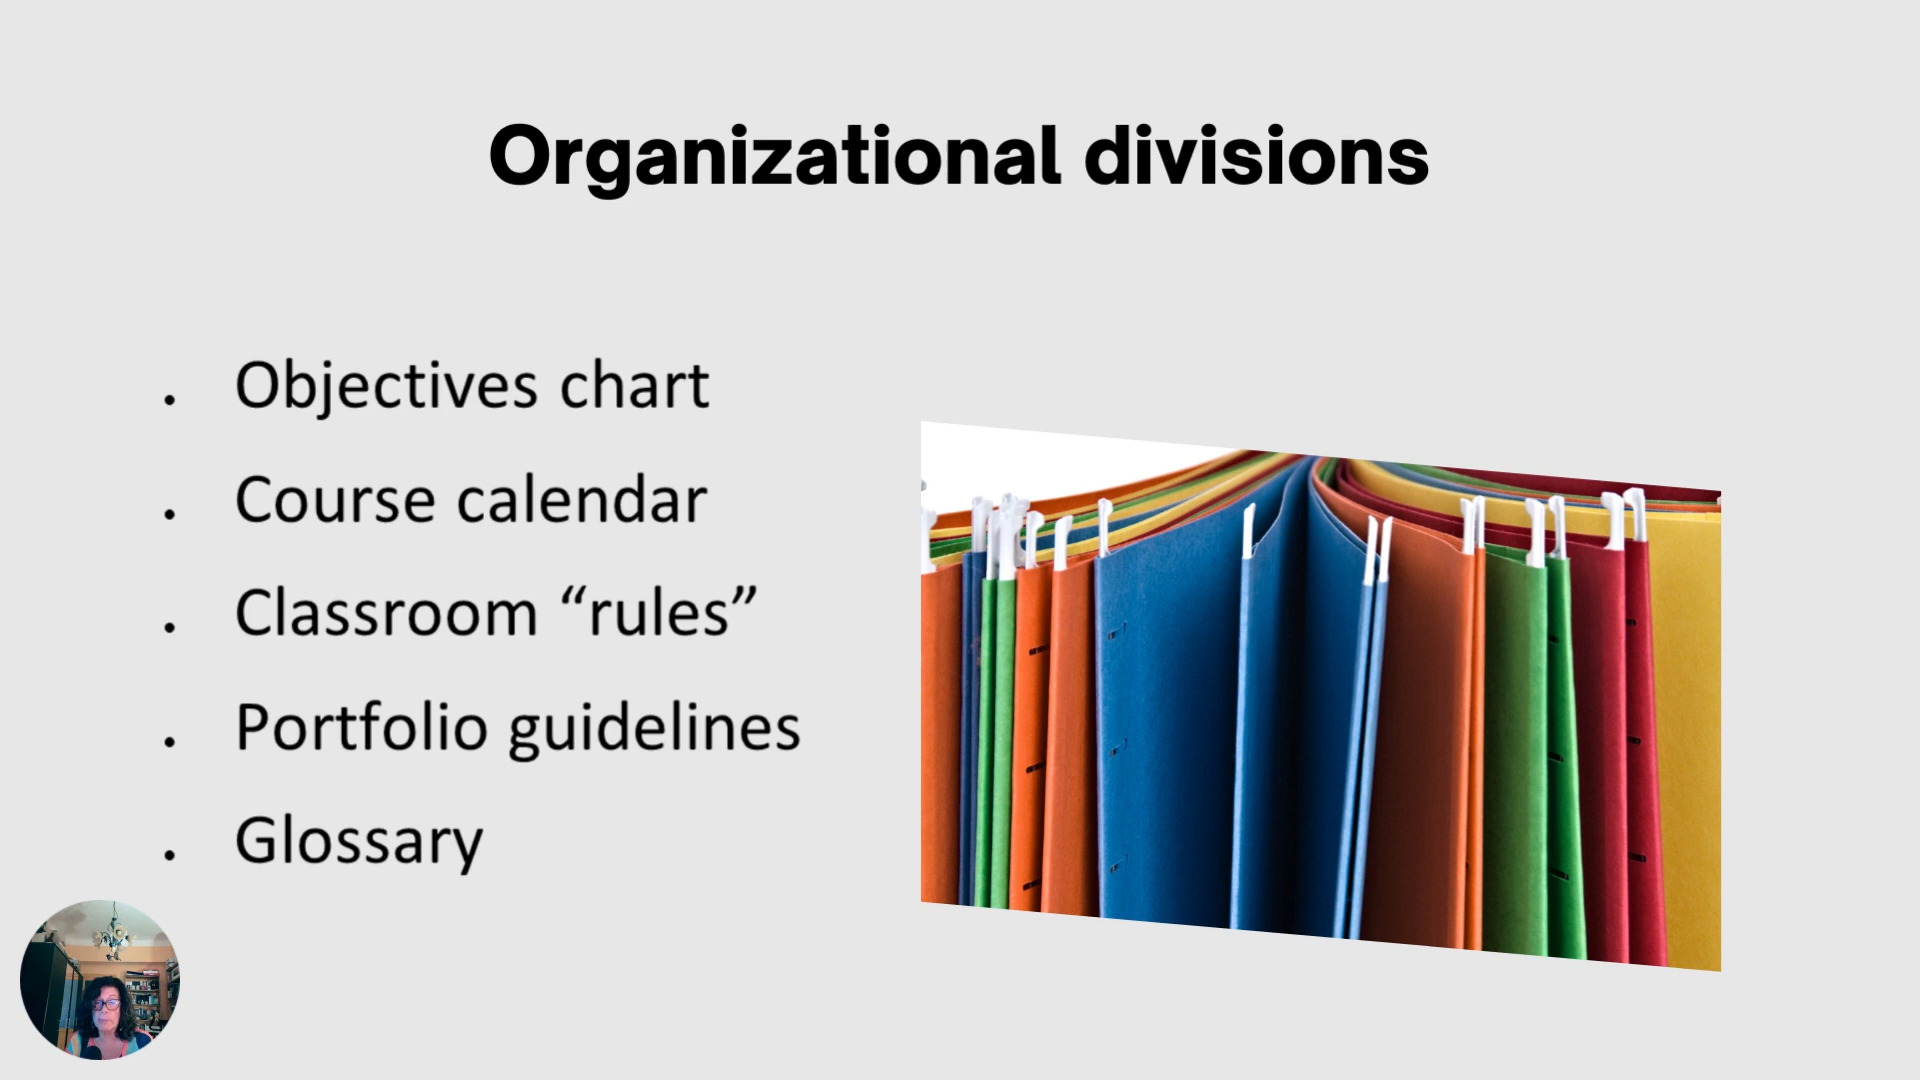 Organizational divisions
. Objectives chart
. Course calendar
. Classroom “rules”
. Portfolio guidelines
. Glossary